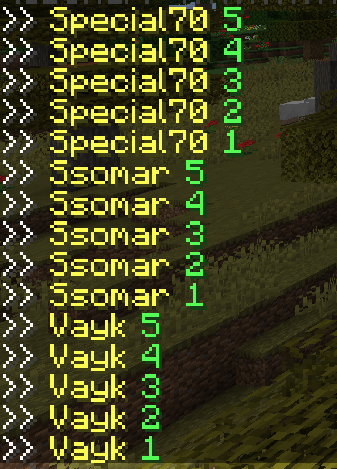 >> Special70 5
>> Special70 4
>> Special70 3
>> Special70 2
>> Special70 1
>> Ssomar 5
>> Ssomar 4
>> Ssomar 3
>> Ssomar 2
>> Ssomar 1
>> Vayk 5
>> Vayk 4
>> Vayk 3
>> Vayk 2
>> Vayk 1